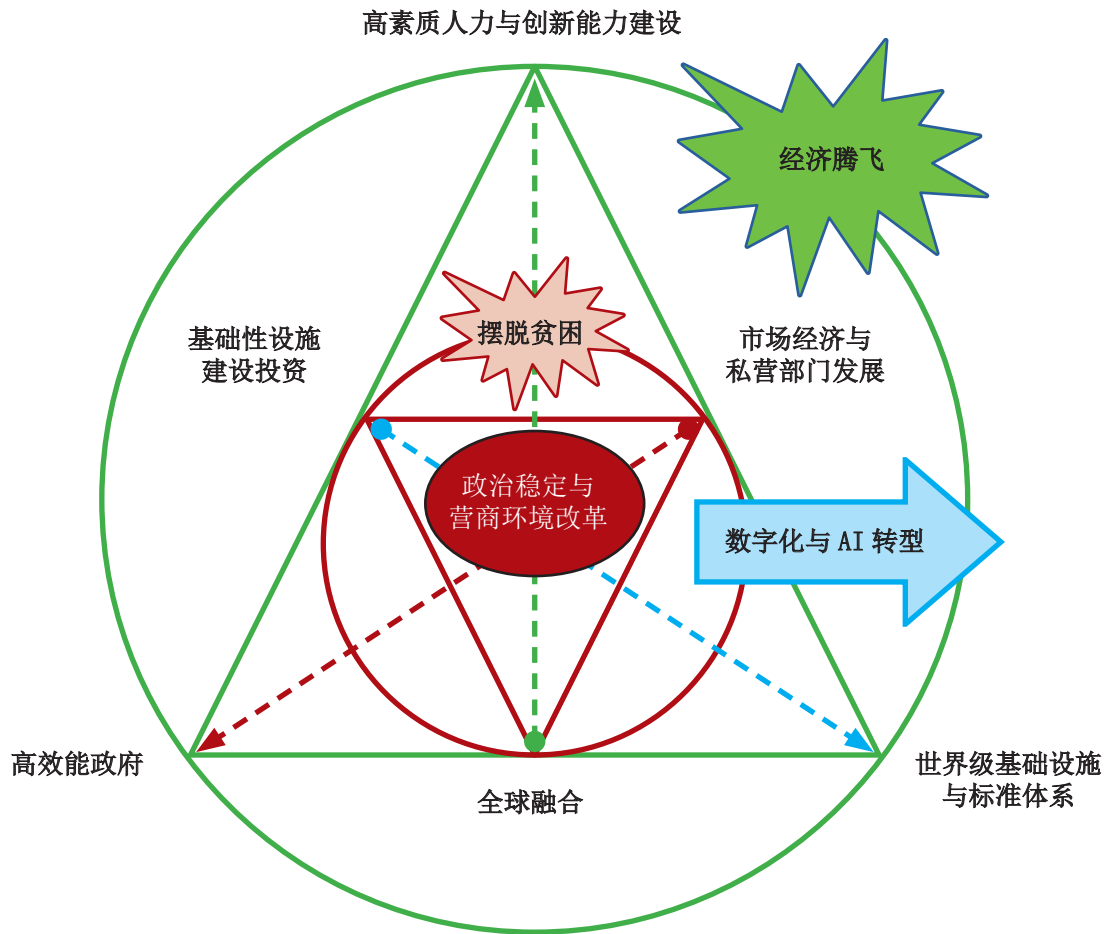 高素质人力与创新能力建设
经济腾飞
摆脱贫困
基础性设施
建设投资
市场经济与
私营部门发展
政治稳定与
营商环境改革
数字化与 AI 转型
高效能政府
全球融合
世界级基础设施
与标准体系